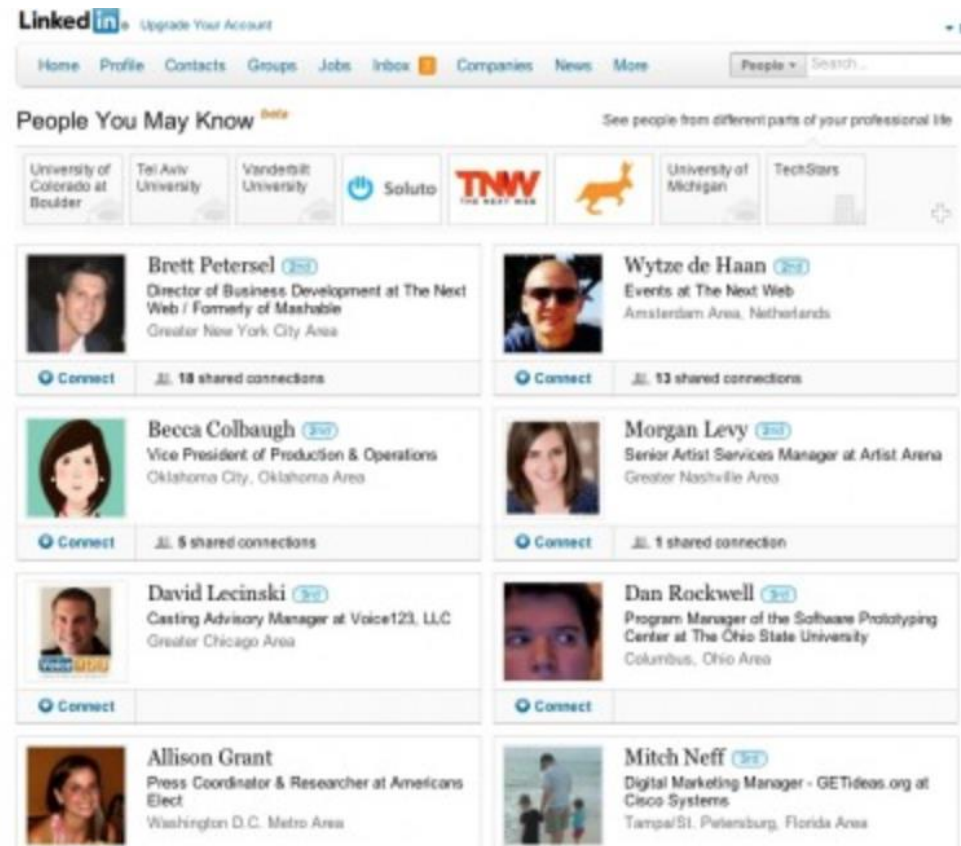 Linked in Upgrade Your Account
Home Profile Contacts Groups Jobs Inbox Companies News More People Search...
People You May Know beta
See people from different parts of your professional life
University of
Colorado at
Boulder
Tel Aviv
University
Vanderbilt
University
Soluto
TNW
THE NEXT WEB
University of
Michigan
TechStars
Brett Petersel 2nd
Director of Business Development at The Next
Web / Formerly of Mashable
Greater New York City Area
Connect 18 shared connections
Wytze de Haan 2nd
Events at The Next Web
Amsterdam Area, Netherlands
Connect 13 shared connections
Becca Colbaugh 2nd
Vice President of Production & Operations
Oklahoma City, Oklahoma Area
Connect 5 shared connections
Morgan Levy 2nd
Senior Artist Services Manager at Artist Arena
Greater Nashville Area
Connect 1 shared connection
David Lecinski 3rd
Casting Advisory Manager at Voice123, LLC
Greater Chicago Area
Connect
Dan Rockwell 3rd
Program Manager of the Software Prototyping
Center at The Ohio State University
Columbus, Ohio Area
Connect
Allison Grant
Press Coordinator & Researcher at Americans
Elect
Washington D.C. Metro Area
Mitch Neff 3rd
Digital Marketing Manager - GETideas.org at
Cisco Systems
Tampa/St. Petersburg, Florida Area